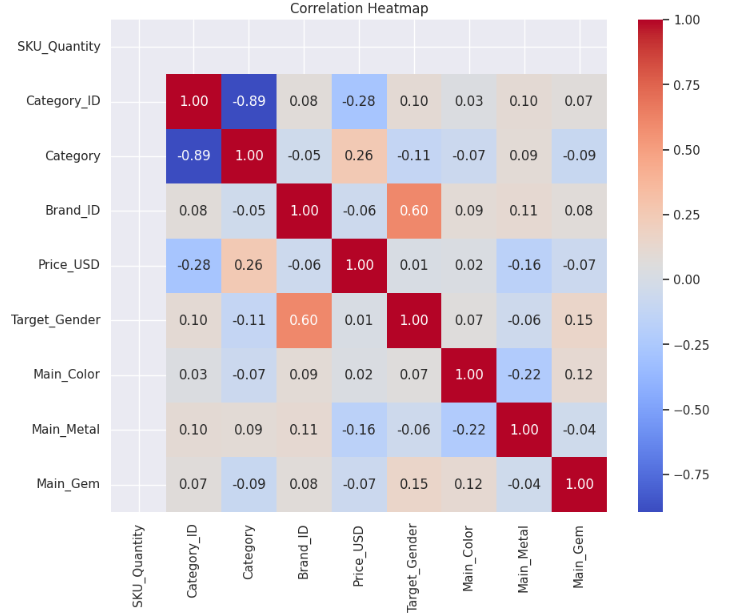 Correlation Heatmap
SKU_Quantity
Category_ID 1.00 -0.89 0.08 -0.28 0.10 0.03 0.10 0.07
Category -0.89 1.00 -0.05 0.26 -0.11 -0.07 0.09 -0.09
Brand_ID 0.08 -0.05 1.00 -0.06 0.60 0.09 0.11 0.08
Price_USD -0.28 0.26 -0.06 1.00 0.01 0.02 -0.16 -0.07
Target_Gender 0.10 -0.11 0.60 0.01 1.00 0.07 -0.06 0.15
Main_Color 0.03 -0.07 0.09 0.02 0.07 1.00 -0.22 0.12
Main_Metal 0.10 0.09 0.11 -0.16 -0.06 -0.22 1.00 -0.04
Main_Gem 0.07 -0.09 0.08 -0.07 0.15 0.12 -0.04 1.00
SKU_Quantity
Category_ID
Category
Brand_ID
Price_USD
Target_Gender
Main_Color
Main_Metal
Main_Gem
1.00
0.75
0.50
0.25
0.00
−0.25
−0.50
−0.75